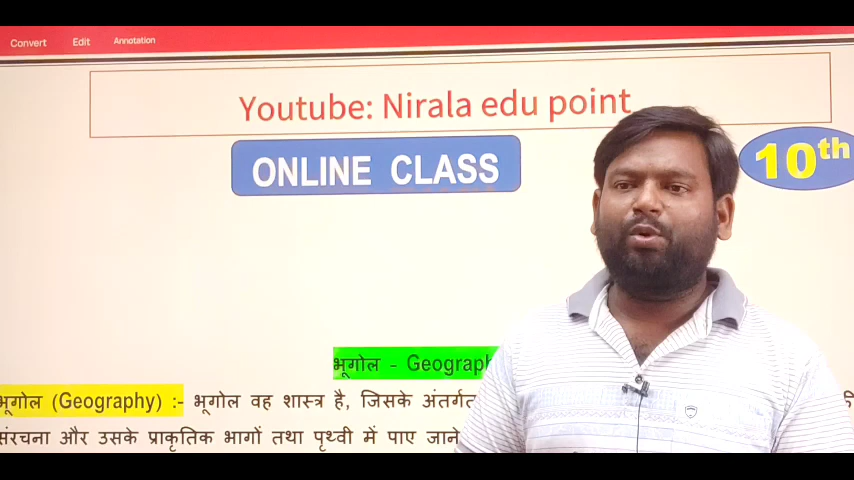 Convert Edit Annotation
Youtube: Nirala edu point
ONLINE CLASS
10th
भूगोल - Geograph
भूगोल (Geography) :- भूगोल वह शास्त्र है, जिसके अंतर्गत
संरचना और उसके प्राकृतिक भागों तथा पृथ्वी में पाए जाने